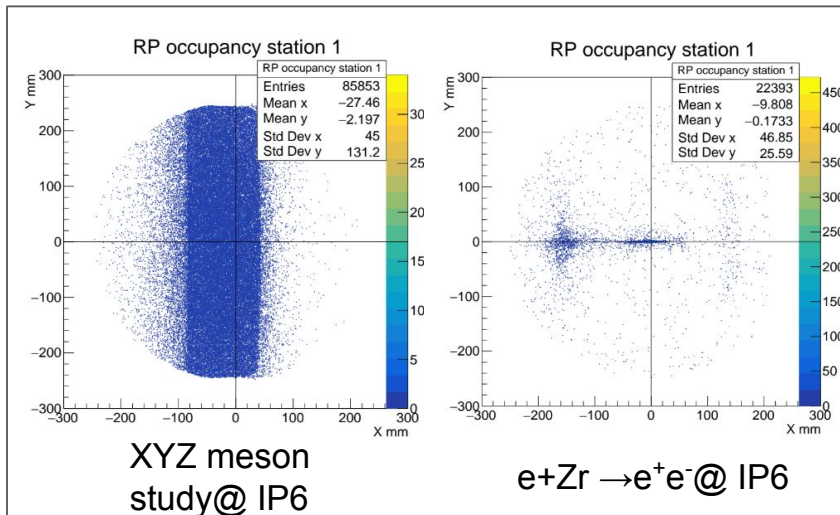 RP occupancy station 1
Y mm
300
200
100
0
−100
−200
−300
−300 −200 −100 0 100 200 300
X mm
RP occupancy station 1
Entries 85853
Mean x −27.46
Mean y −2.197
Std Dev x 45
Std Dev y 131.2
30
25
20
15
10
5
0
XYZ meson
study@ IP6
RP occupancy station 1
Y mm
300
200
100
0
−100
−200
−300
−300 −200 −100 0 100 200 300
X mm
RP occupancy station 1
Entries 22393
Mean x −9.808
Mean y −0.1733
Std Dev x 46.85
Std Dev y 25.59
450
400
350
300
250
200
150
100
50
0
e+Zr →e⁺e⁻@ IP6